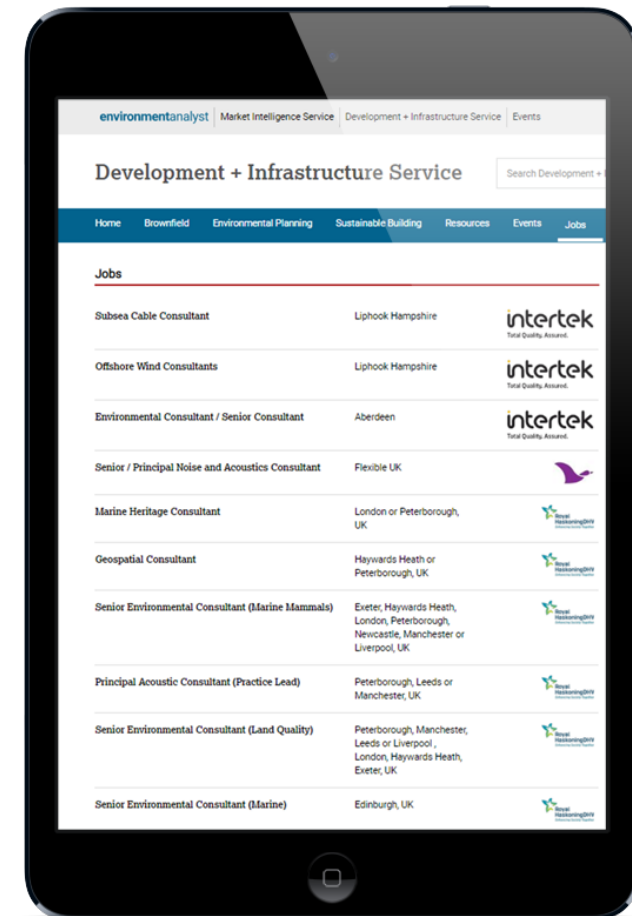 environmentanalyst Market Intelligence Service Development + Infrastructure Service Events
Development + Infrastructure Service Search Development +
Home Brownfield Environmental Planning Sustainable Building Resources Events Jobs
Jobs
Subsea Cable Consultant Liphook Hampshire intertek
Total Quality. Assured.
Offshore Wind Consultants Liphook Hampshire intertek
Total Quality. Assured.
Environmental Consultant / Senior Consultant Aberdeen intertek
Total Quality. Assured.
Senior / Principal Noise and Acoustics Consultant Flexible UK
Marine Heritage Consultant London or Peterborough,
UK
Royal
HaskoningDHV
Geospatial Consultant Haywards Heath or
Peterborough, UK
Royal
HaskoningDHV
Senior Environmental Consultant (Marine Mammals) Exeter, Haywards Heath,
London, Peterborough,
Newcastle, Manchester or
Liverpool, UK
Royal
HaskoningDHV
Principal Acoustic Consultant (Practice Lead) Peterborough, Leeds or
Manchester, UK
Royal
HaskoningDHV
Senior Environmental Consultant (Land Quality) Peterborough, Manchester,
Leeds or Liverpool ,
London, Haywards Heath,
Exeter, UK
Royal
HaskoningDHV
Senior Environmental Consultant (Marine) Edinburgh, UK
Royal
HaskoningDHV